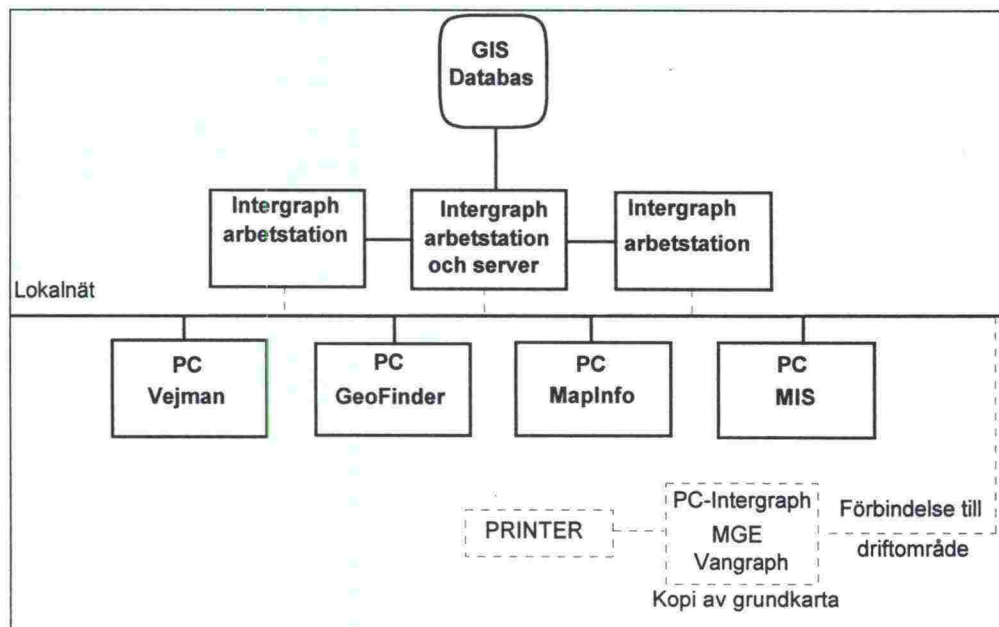 GIS
Databas
Intergraph
arbetstation
Intergraph
arbetstation
och server
Intergraph
arbetstation
Lokalnät
PC
Vejman
PC
GeoFinder
PC
MapInfo
PC
MIS
PRINTER
PC-Intergraph
MGE
Vangraph
Kopi av grundkarta
Förbindelse till
driftområde